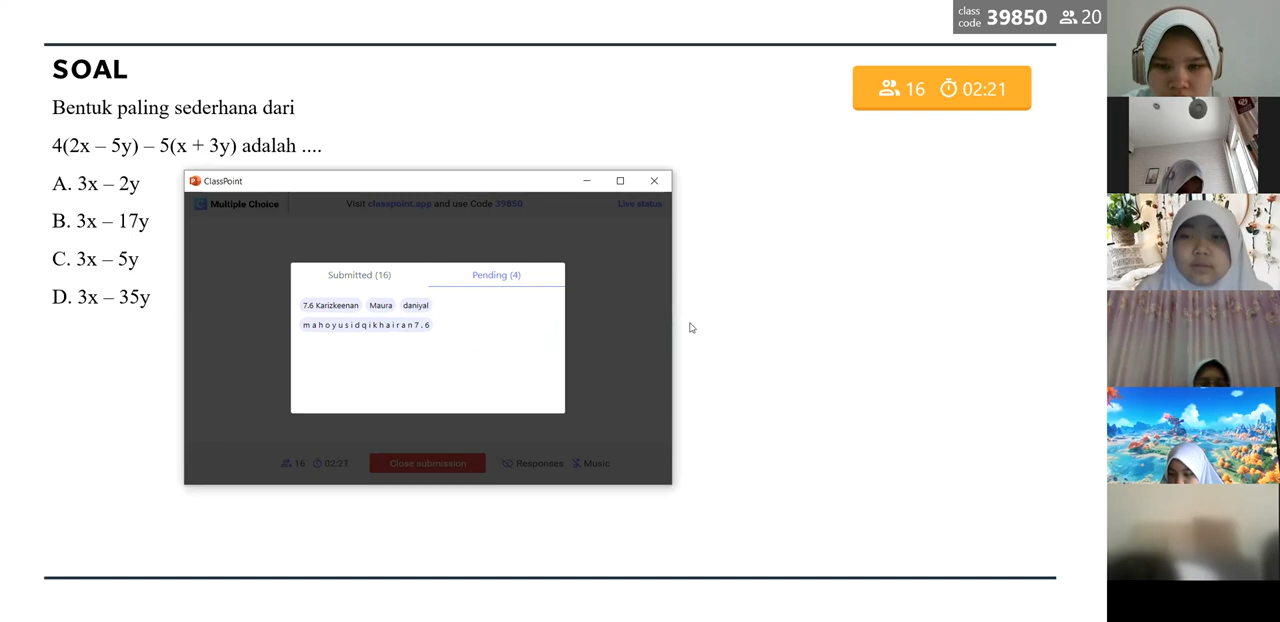 class code 39850 20
SOAL
16 02:21
Bentuk paling sederhana dari
4(2x – 5y) – 5(x + 3y) adalah ....
A. 3x – 2y
B. 3x – 17y
C. 3x – 5y
D. 3x – 35y
ClassPoint
Multiple Choice Visit classpoint.app and use Code 39850 Live status
Submitted (16) Pending (4)
7.6 Karizkeenan Maura daniyal
m a h o y u s i d q i k h a i r a n 7 . 6
16 02:21 Close submission Responses Music